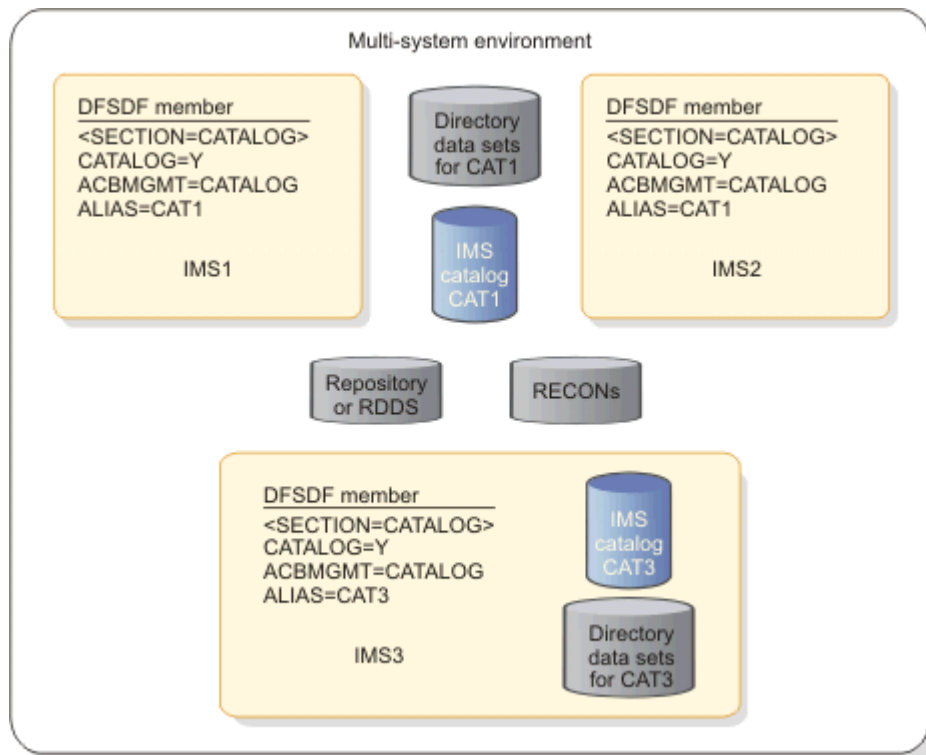 Multi-system environment
DFSDF member
<SECTION=CATALOG>
CATALOG=Y
ACBMGMT=CATALOG
ALIAS=CAT1
IMS1
Directory
data sets
for CAT1
IMS
catalog
CAT1
DFSDF member
<SECTION=CATALOG>
CATALOG=Y
ACBMGMT=CATALOG
ALIAS=CAT1
IMS2
Repository
or RDDS
RECONs
DFSDF member
<SECTION=CATALOG>
CATALOG=Y
ACBMGMT=CATALOG
ALIAS=CAT3
IMS3
IMS
catalog
CAT3
Directory
data sets
for CAT3